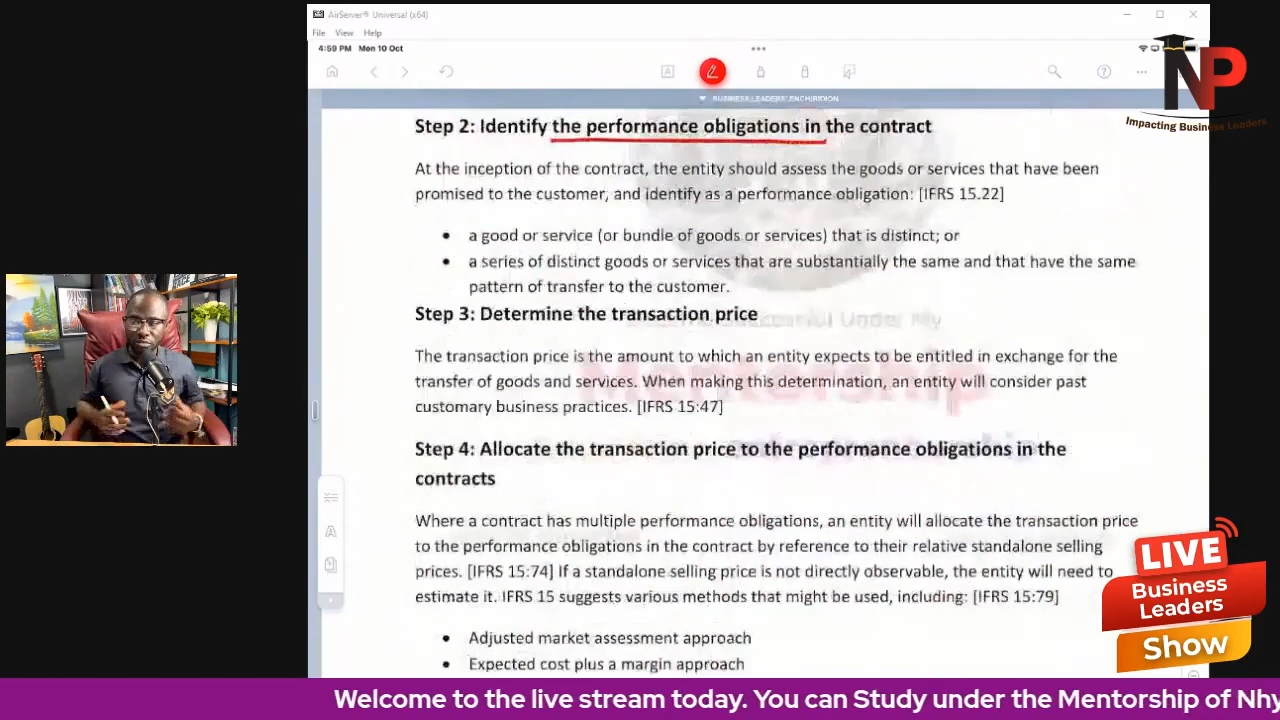 AirServer® Universal (x64)
File View Help
4:59 PM Mon 10 Oct
BUSINESS LEADERS' ENCHIRIDION
NP
Impacting Business Leaders
Step 2: Identify the performance obligations in the contract
At the inception of the contract, the entity should assess the goods or services that have been
promised to the customer, and identify as a performance obligation: [IFRS 15.22]
• a good or service (or bundle of goods or services) that is distinct; or
• a series of distinct goods or services that are substantially the same and that have the same
pattern of transfer to the customer.
Step 3: Determine the transaction price
The transaction price is the amount to which an entity expects to be entitled in exchange for the
transfer of goods and services. When making this determination, an entity will consider past
customary business practices. [IFRS 15:47]
Step 4: Allocate the transaction price to the performance obligations in the
contracts
Where a contract has multiple performance obligations, an entity will allocate the transaction price
to the performance obligations in the contract by reference to their relative standalone selling
prices. [IFRS 15:74] If a standalone selling price is not directly observable, the entity will need to
estimate it. IFRS 15 suggests various methods that might be used, including: [IFRS 15:79]
• Adjusted market assessment approach
• Expected cost plus a margin approach
LIVE
Business
Leaders
Show
Welcome to the live stream today. You can Study under the Mentorship of Nhy